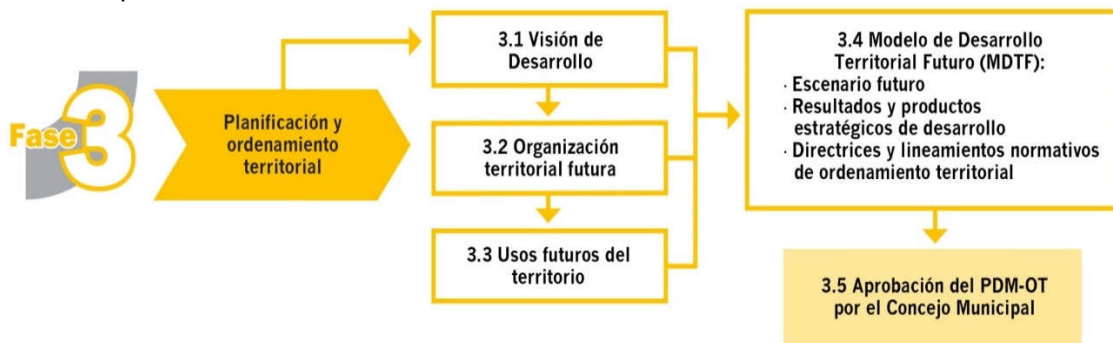 Fase 3
Planificación y
ordenamiento
territorial
3.1 Visión de
Desarrollo
3.2 Organización
territorial futura
3.3 Usos futuros del
territorio
3.4 Modelo de Desarrollo
Territorial Futuro (MDTF):
· Escenario futuro
· Resultados y productos
estratégicos de desarrollo
· Directrices y lineamientos normativos
de ordenamiento territorial
3.5 Aprobación del PDM-OT
por el Concejo Municipal